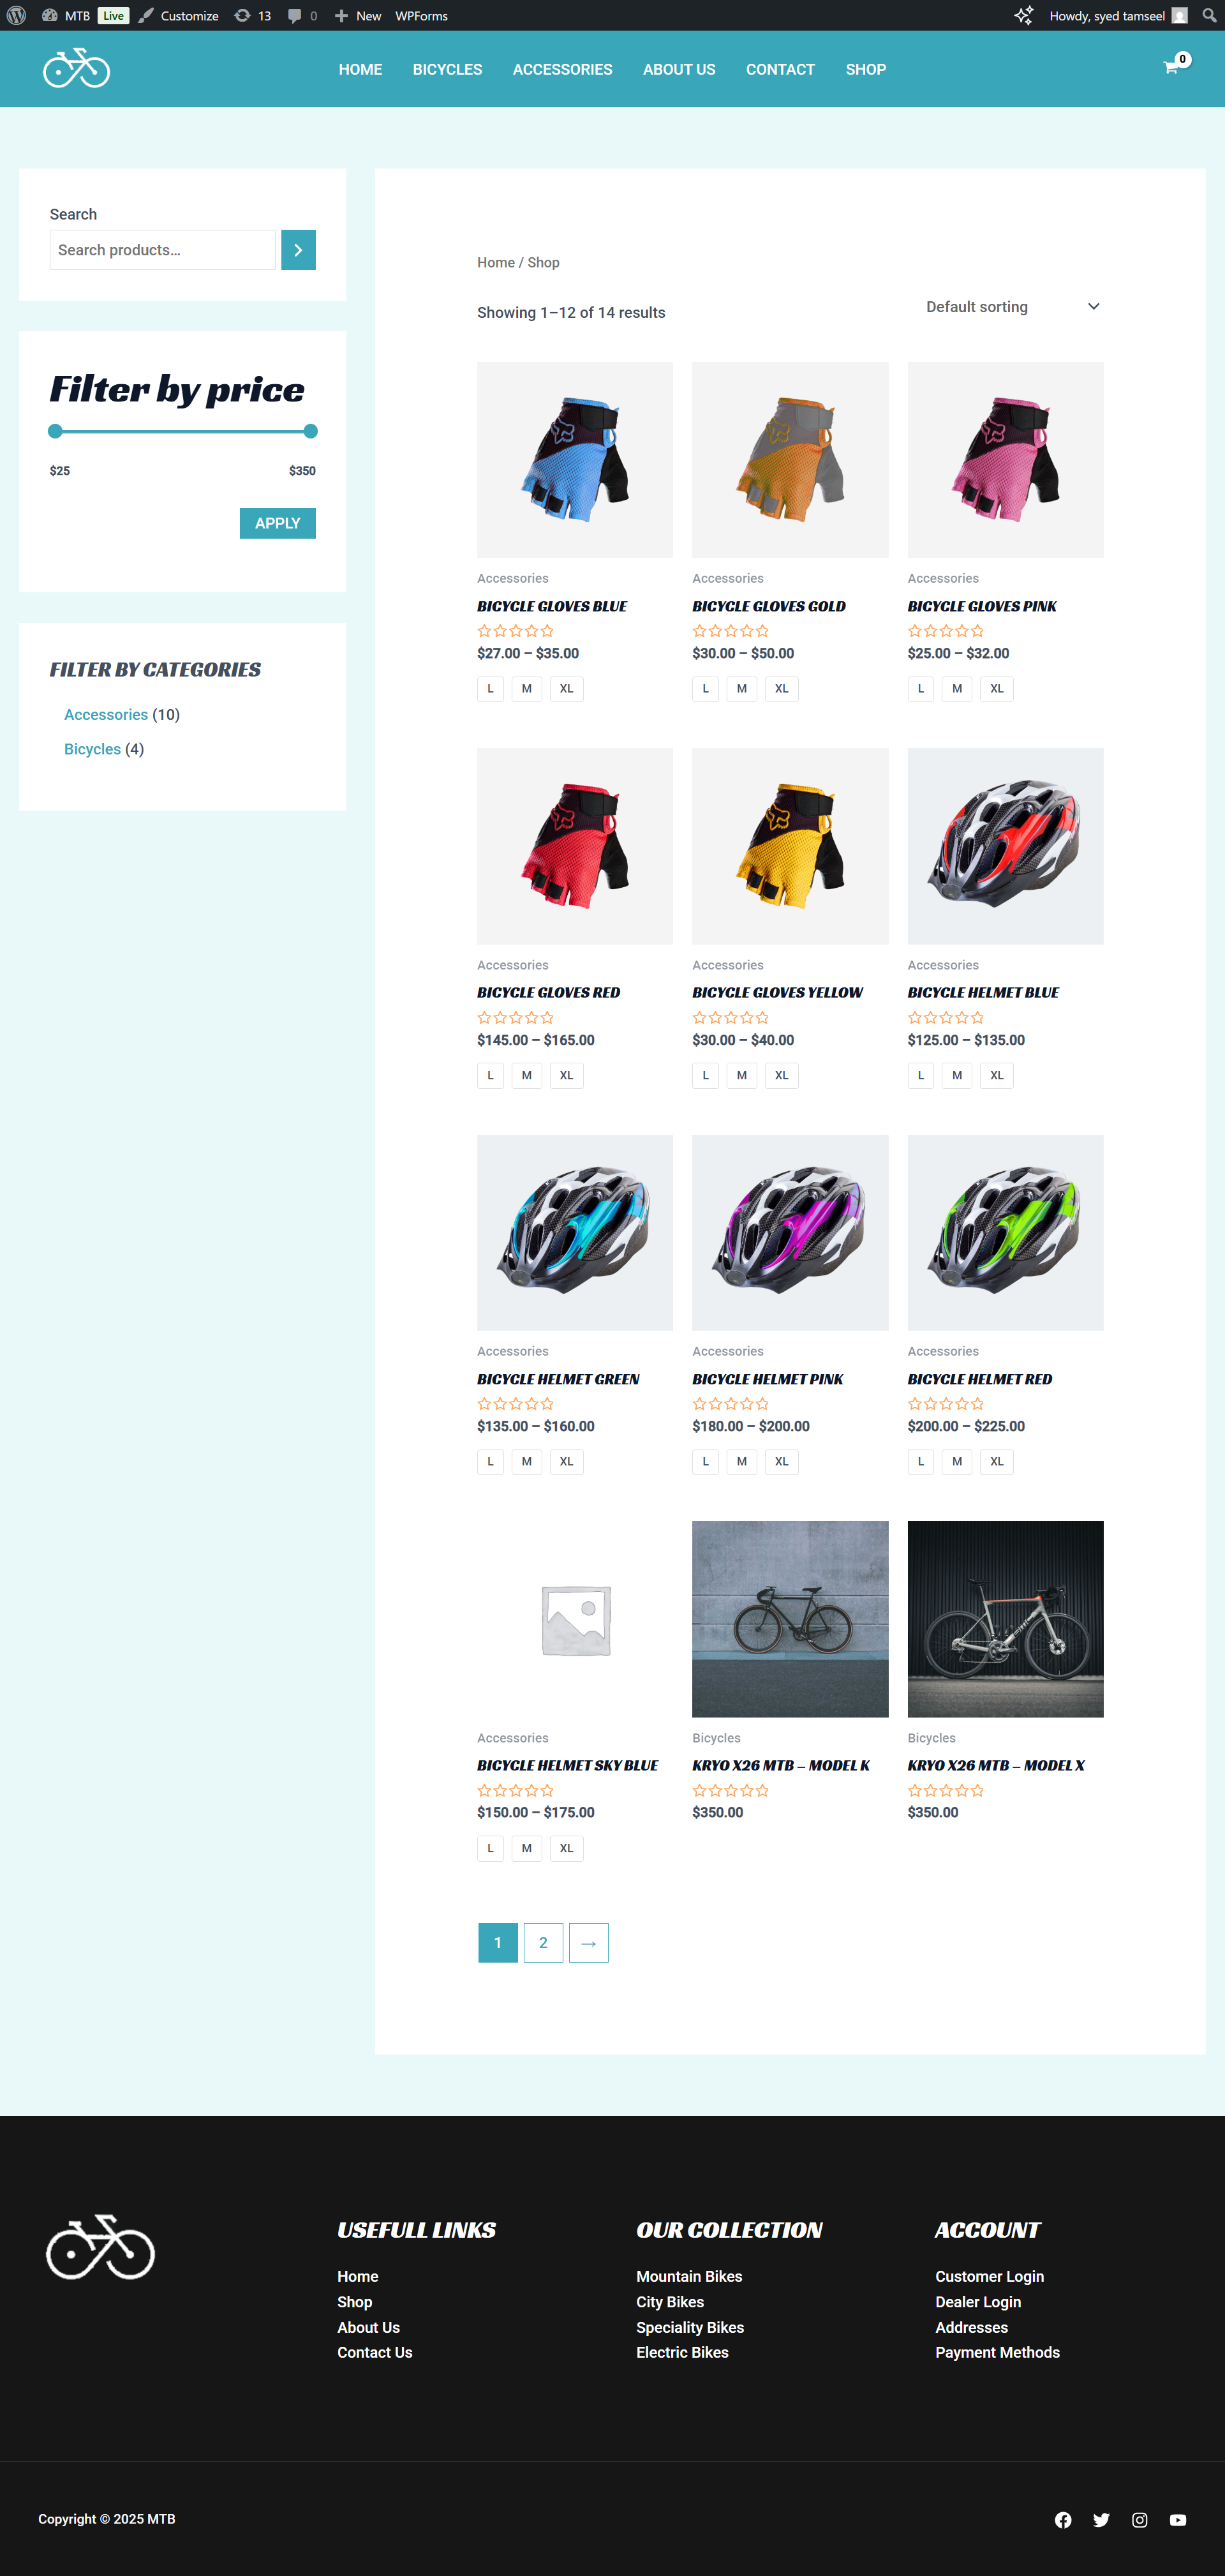 MTB Live Customize 13 0 New WPForms Howdy, syed tamseel
HOME BICYCLES ACCESSORIES ABOUT US CONTACT SHOP 0
Search
Search products…
Filter by price
$25 $350
APPLY
FILTER BY CATEGORIES
Accessories (10)
Bicycles (4)
Home / Shop
Showing 1–12 of 14 results Default sorting
Accessories Accessories Accessories
BICYCLE GLOVES BLUE BICYCLE GLOVES GOLD BICYCLE GLOVES PINK
$27.00 – $35.00 $30.00 – $50.00 $25.00 – $32.00
L M XL L M XL L M XL
Accessories Accessories Accessories
BICYCLE GLOVES RED BICYCLE GLOVES YELLOW BICYCLE HELMET BLUE
$145.00 – $165.00 $30.00 – $40.00 $125.00 – $135.00
L M XL L M XL L M XL
Accessories Accessories Accessories
BICYCLE HELMET GREEN BICYCLE HELMET PINK BICYCLE HELMET RED
$135.00 – $160.00 $180.00 – $200.00 $200.00 – $225.00
L M XL L M XL L M XL
Accessories Bicycles Bicycles
BICYCLE HELMET SKY BLUE KRYO X26 MTB – MODEL K KRYO X26 MTB – MODEL X
$150.00 – $175.00 $350.00 $350.00
L M XL
1 2 →
USEFULL LINKS OUR COLLECTION ACCOUNT
Home Mountain Bikes Customer Login
Shop City Bikes Dealer Login
About Us Speciality Bikes Addresses
Contact Us Electric Bikes Payment Methods
Copyright © 2025 MTB